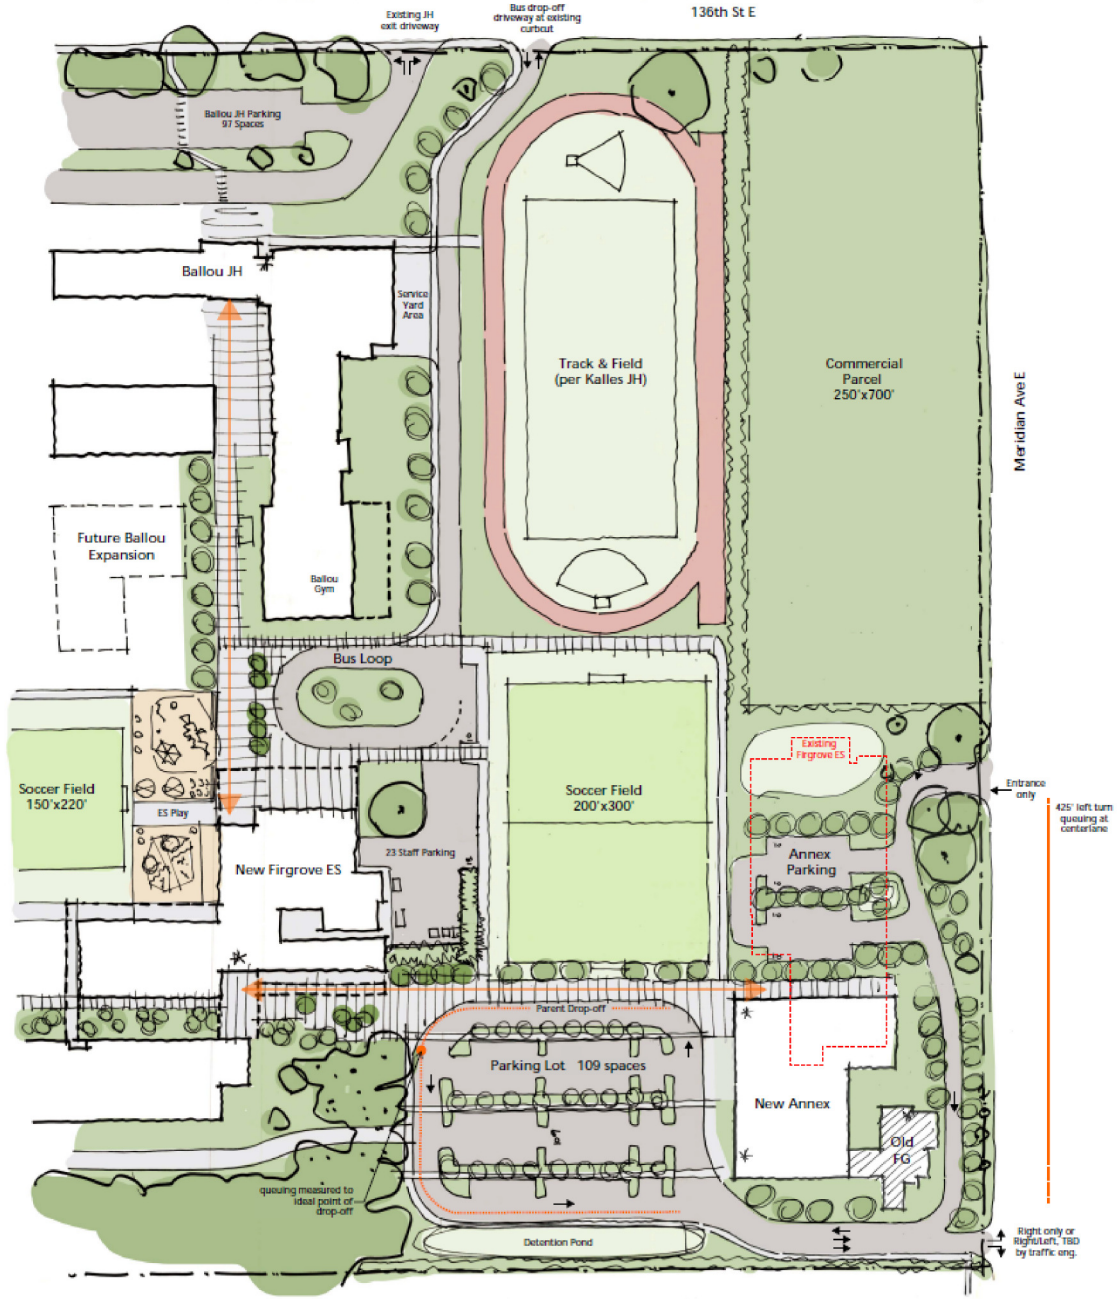 Existing JH
exit driveway
Bus drop-off
driveway at existing
curbcut
136th St E
Ballou JH Parking
97 Spaces
Ballou JH
Service
Yard
Area
Track & Field
(per Kalles JH)
Commercial
Parcel
250'x700'
Meridian Ave E
Future Ballou
Expansion
Ballou
Gym
Bus Loop
Existing
Firgrove ES
Entrance
only
Soccer Field
150'x220'
ES Play
Soccer Field
200'x300'
425' left turn
queuing at
centerlane
23 Staff Parking
Annex
Parking
New Firgrove ES
Parent Drop-off
Parking Lot 109 spaces
New Annex
Old
FG
queuing measured to
ideal point of
drop-off
Detention Pond
Right only or
Right/Left, TBD
by traffic eng.